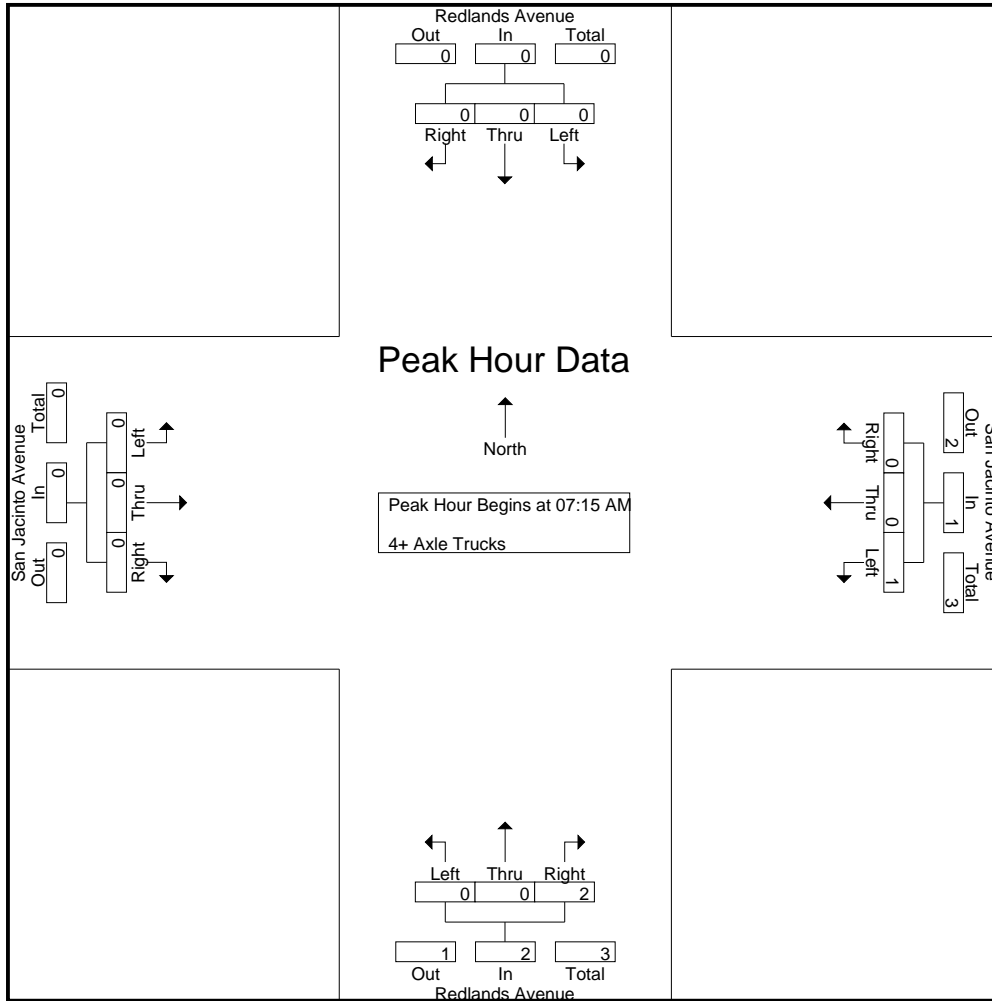 Redlands Avenue
Out In Total
0 0 0
0 0 0
Right Thru Left
Peak Hour Data
North
Peak Hour Begins at 07:15 AM
4+ Axle Trucks
San Jacinto Avenue
Total In Out
0 0 0
0 0 0
Left Thru Right
San Jacinto Avenue
Out In Total
2 1 3
0 0 1
Right Thru Left
Left Thru Right
0 0 2
1 2 3
Out In Total
Redlands Avenue